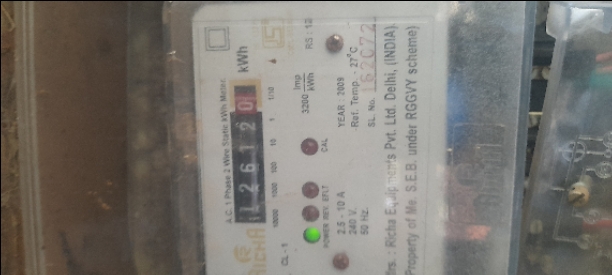 A.C. 1 Phase 2 Wire Static kWh Meter
kWh
1 2 6 1 2 0
10000 1000 100 10 1 1/10
RICHA
CL - 1
POWER REV. E/LT
CAL
3200 Imp
kWh
RS : 12
2.5 - 10 A
240 V.
50 Hz.
YEAR : 2009
Ref. Temp. - 27°C
SL. No.
Mrs. : Richa Equipments Pvt. Ltd. Delhi, (INDIA)
Property of Me. S.E.B. under RGGVY scheme)